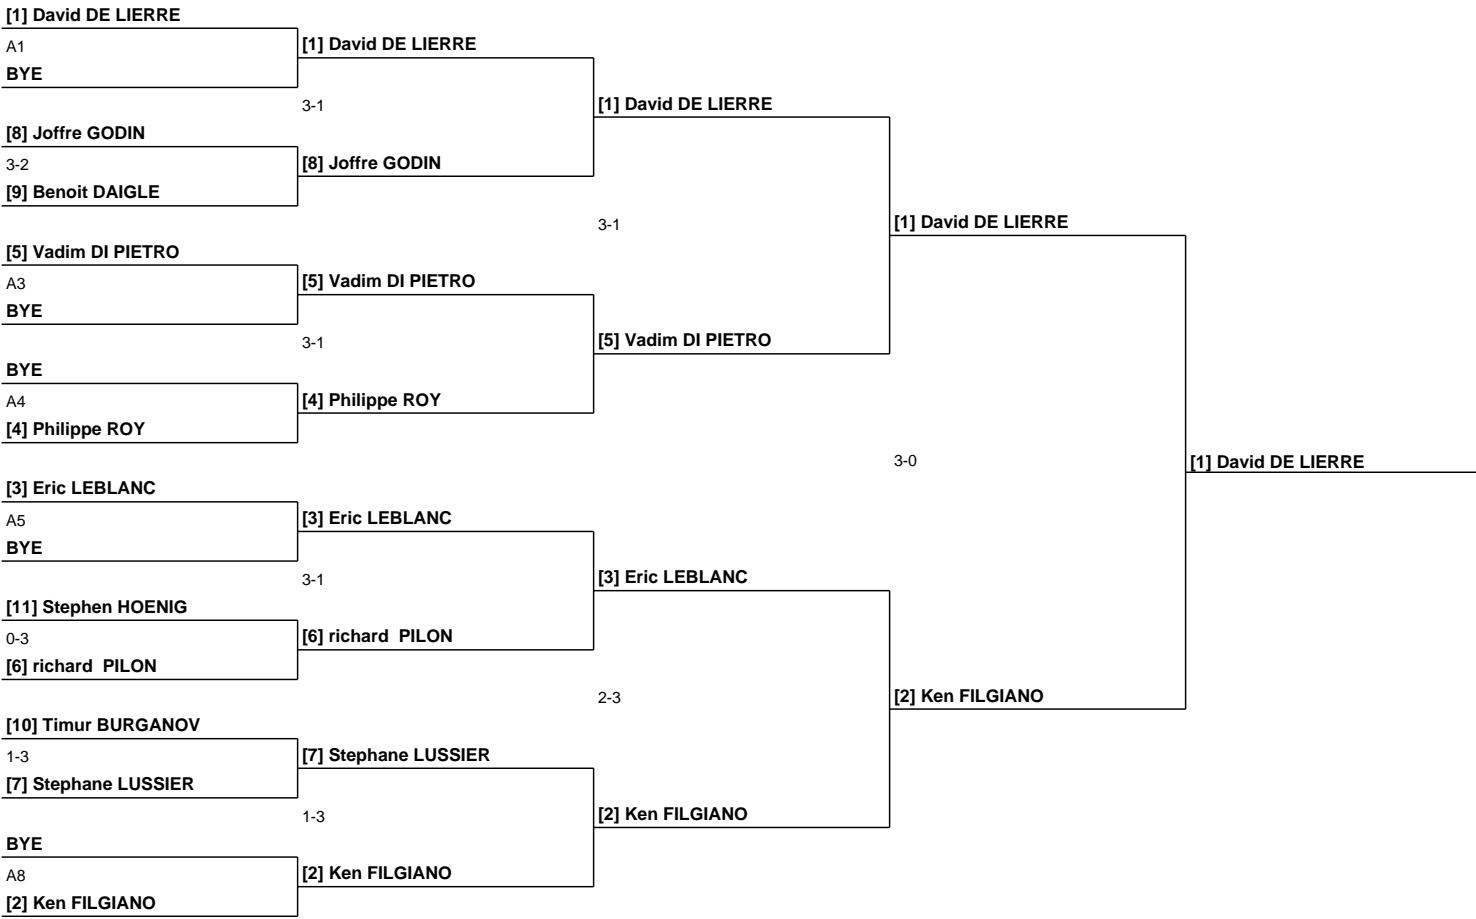 [1] David DE LIERRE
A1
BYE
[8] Joffre GODIN
3-2
[9] Benoit DAIGLE
[5] Vadim DI PIETRO
A3
BYE
BYE
A4
[4] Philippe ROY
[3] Eric LEBLANC
A5
BYE
[11] Stephen HOENIG
0-3
[6] richard  PILON
[10] Timur BURGANOV
1-3
[7] Stephane LUSSIER
BYE
A8
[2] Ken FILGIANO
[1] David DE LIERRE
3-1
[8] Joffre GODIN
[5] Vadim DI PIETRO
3-1
[4] Philippe ROY
[3] Eric LEBLANC
3-1
[6] richard  PILON
[7] Stephane LUSSIER
1-3
[2] Ken FILGIANO
[1] David DE LIERRE
3-1
[5] Vadim DI PIETRO
[3] Eric LEBLANC
2-3
[2] Ken FILGIANO
[1] David DE LIERRE
3-0
[2] Ken FILGIANO
[1] David DE LIERRE